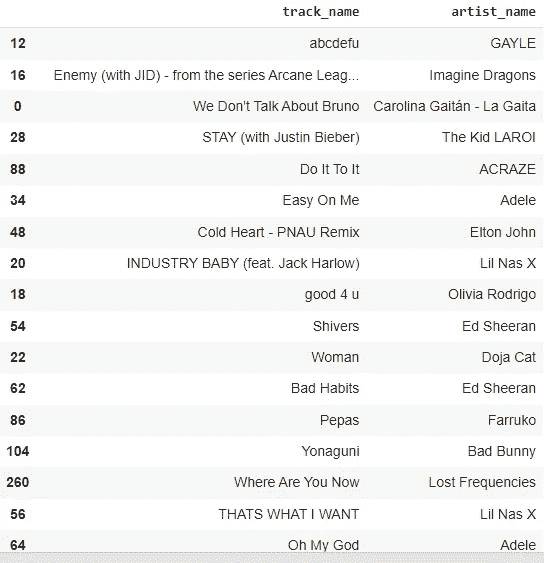 track_name artist_name
12 abcdefu GAYLE
16 Enemy (with JID) - from the series Arcane Leag... Imagine Dragons
0 We Don't Talk About Bruno Carolina Gaitán - La Gaita
28 STAY (with Justin Bieber) The Kid LAROI
88 Do It To It ACRAZE
34 Easy On Me Adele
48 Cold Heart - PNAU Remix Elton John
20 INDUSTRY BABY (feat. Jack Harlow) Lil Nas X
18 good 4 u Olivia Rodrigo
54 Shivers Ed Sheeran
22 Woman Doja Cat
62 Bad Habits Ed Sheeran
86 Pepas Farruko
104 Yonaguni Bad Bunny
260 Where Are You Now Lost Frequencies
56 THATS WHAT I WANT Lil Nas X
64 Oh My God Adele